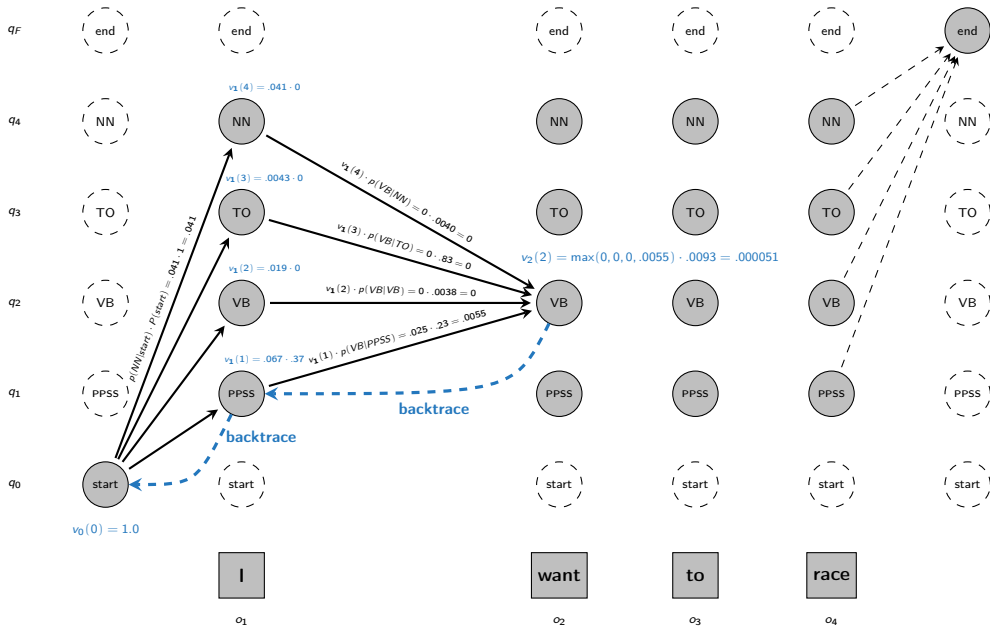 q_F end end end end end end
v₁(4) = .041 · 0
q₄ NN NN NN NN NN NN
v₁(4) · p(VB|NN) = 0 · .0040 = 0
v₁(3) = .0043 · 0
q₃ TO TO TO TO TO TO
p(NN|start) · P(start) = .041 · 1 = .041
v₁(3) · p(VB|TO) = 0 · .83 = 0
v₂(2) = max(0, 0, 0, .0055) · .0093 = .000051
v₁(2) = .019 · 0
v₁(2) · p(VB|VB) = 0 · .0038 = 0
q₂ VB VB VB VB VB VB
v₁(1) · p(VB|PPSS) = .025 · .23 = .0055
v₁(1) = .067 · .37
q₁ PPSS PPSS PPSS PPSS PPSS PPSS
backtrace
backtrace
q₀ start start start start start start
v₀(0) = 1.0
I want to race
o₁ o₂ o₃ o₄